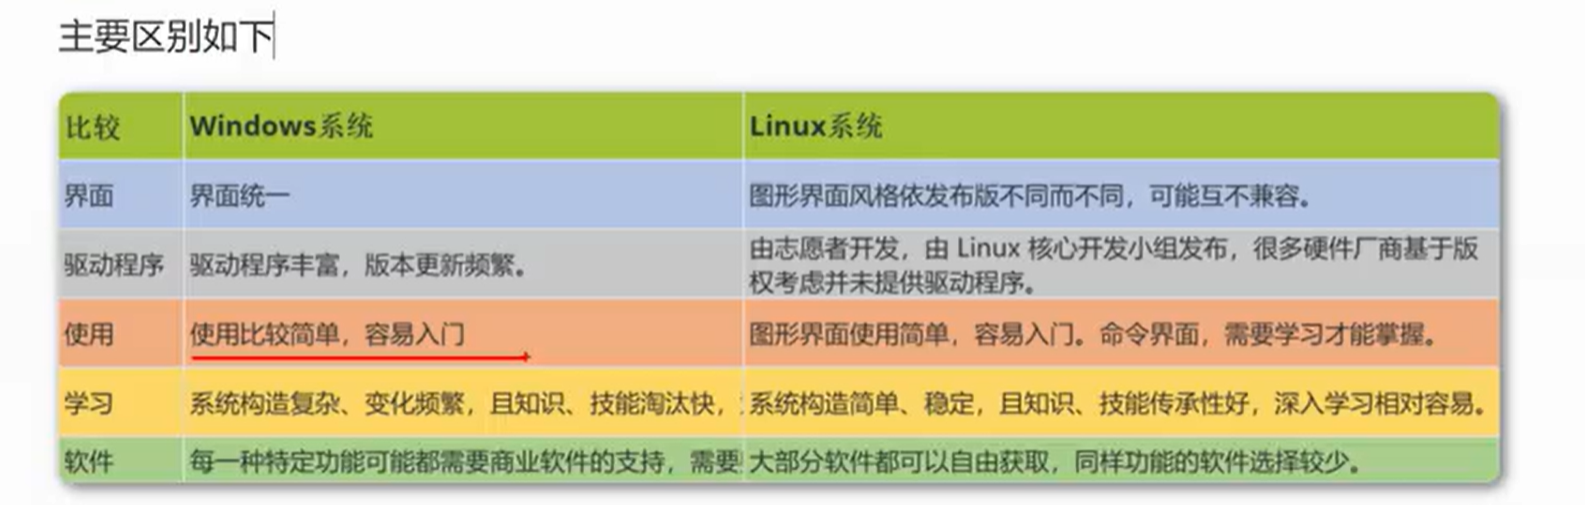 主要区别如下
比较 Windows系统 Linux系统
界面 界面统一 图形界面风格依发布版不同而不同，可能互不兼容。
驱动程序 驱动程序丰富，版本更新频繁。 由志愿者开发，由 Linux 核心开发小组发布，很多硬件厂商基于版
权考虑并未提供驱动程序。
使用 使用比较简单，容易入门 图形界面使用简单，容易入门。命令界面，需要学习才能掌握。
学习 系统构造复杂、变化频繁，且知识、技能淘汰快， 系统构造简单、稳定，且知识、技能传承性好，深入学习相对容易。
软件 每一种特定功能可能都需要商业软件的支持，需要 大部分软件都可以自由获取，同样功能的软件选择较少。